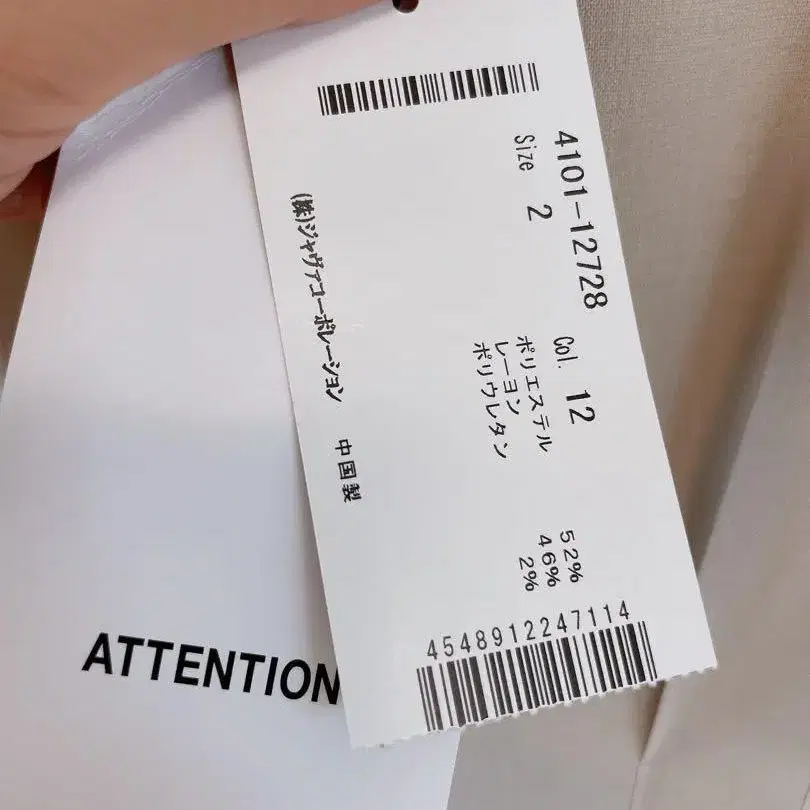 4101-12728
Size 2
Col. 12
ポリエステル 52%
レーヨン 46%
ポリウレタン 2%
(株)ジャヴァコーポレーション 中国製
4548912247114
ATTENTION